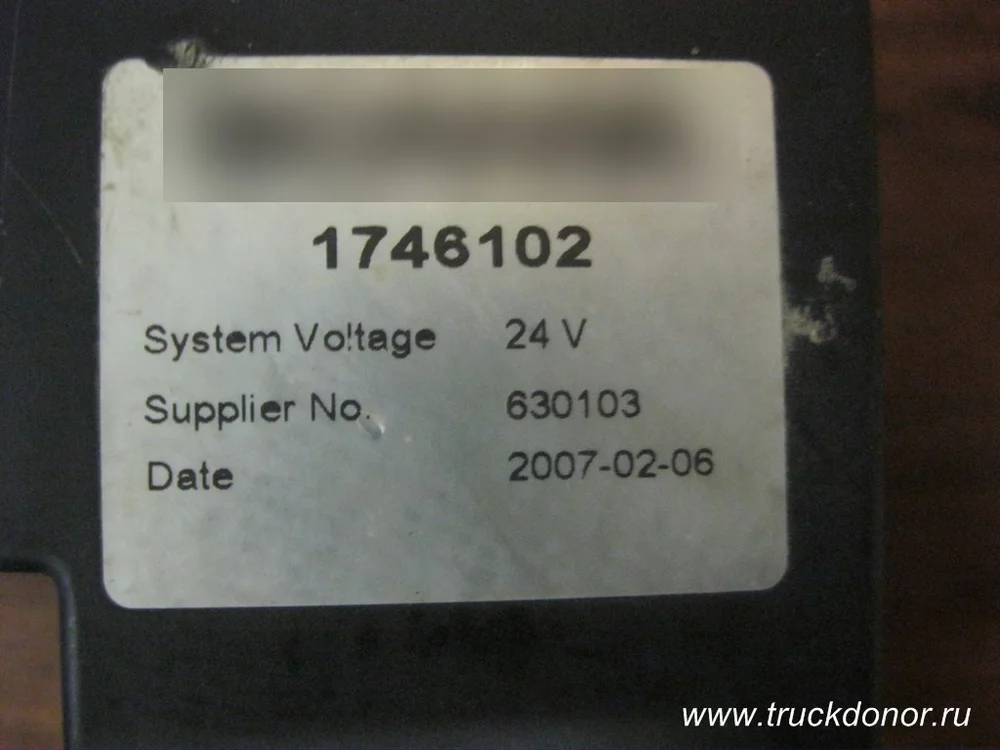 1746102
System Voltage 24 V
Supplier No. 630103
Date 2007-02-06
www.truckdonor.ru